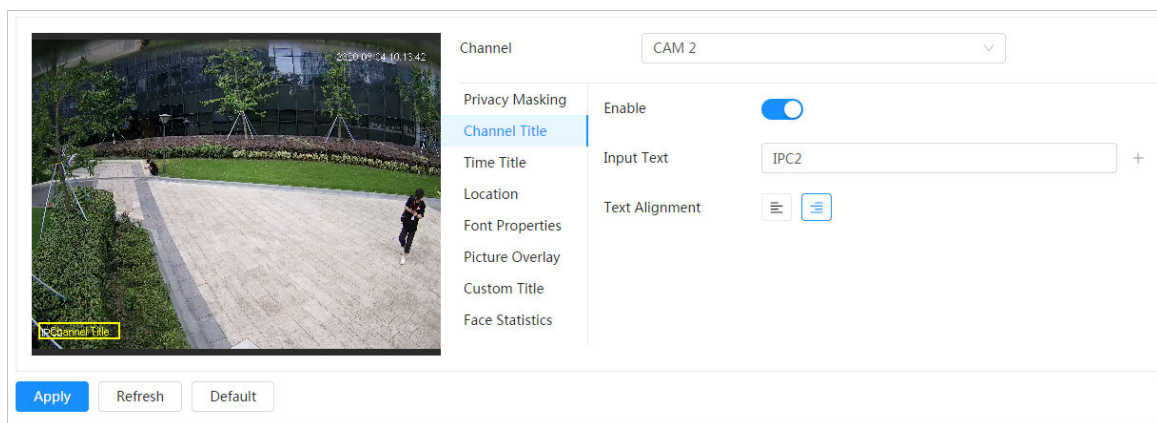 2020-09-04 10:13:42
Channel
CAM 2
Privacy Masking
Channel Title
Time Title
Location
Font Properties
Picture Overlay
Custom Title
Face Statistics
Enable
Input Text
IPC2
Text Alignment
Channel Title
Apply
Refresh
Default